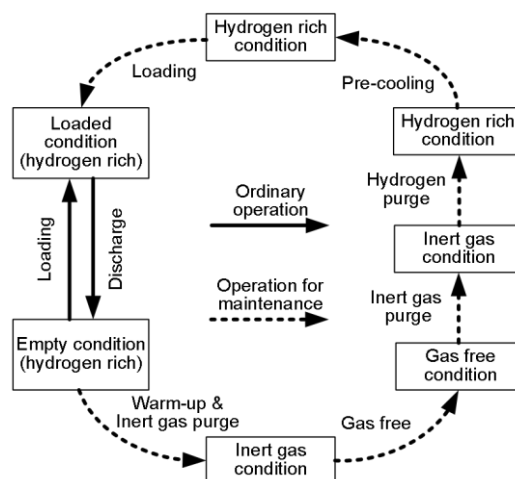 Hydrogen rich
condition
Loading
Pre-cooling
Loaded
condition
(hydrogen rich)
Hydrogen rich
condition
Ordinary
operation
Hydrogen
purge
Loading
Discharge
Inert gas
condition
Operation for
maintenance
Inert gas
purge
Empty condition
(hydrogen rich)
Gas free
condition
Warm-up &
Inert gas purge
Gas free
Inert gas
condition